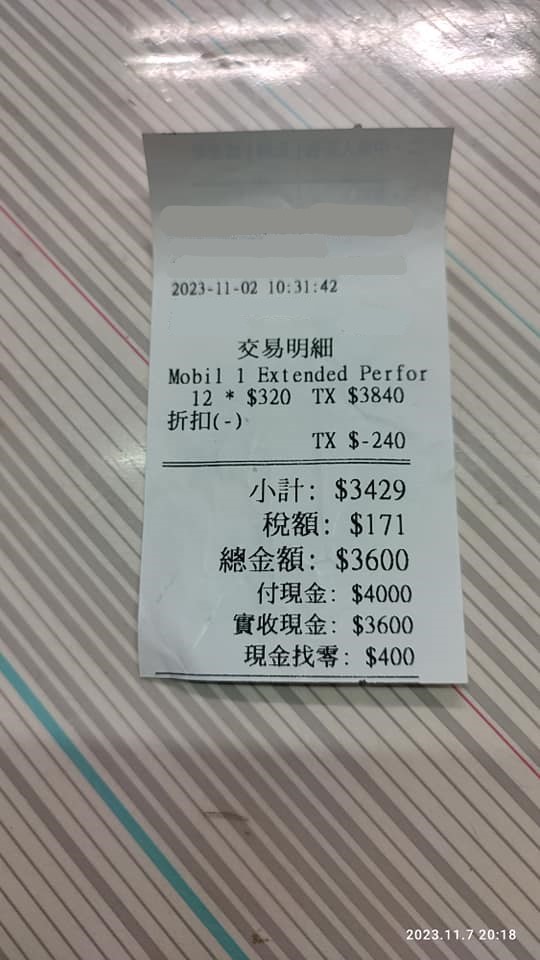 2023-11-02 10:31:42
交易明細
Mobil 1 Extended Perfor
12 * $320 TX $3840
折扣(-)
TX $-240
小計: $3429
稅額: $171
總金額: $3600
付現金: $4000
實收現金: $3600
現金找零: $400
2023.11.7 20:18